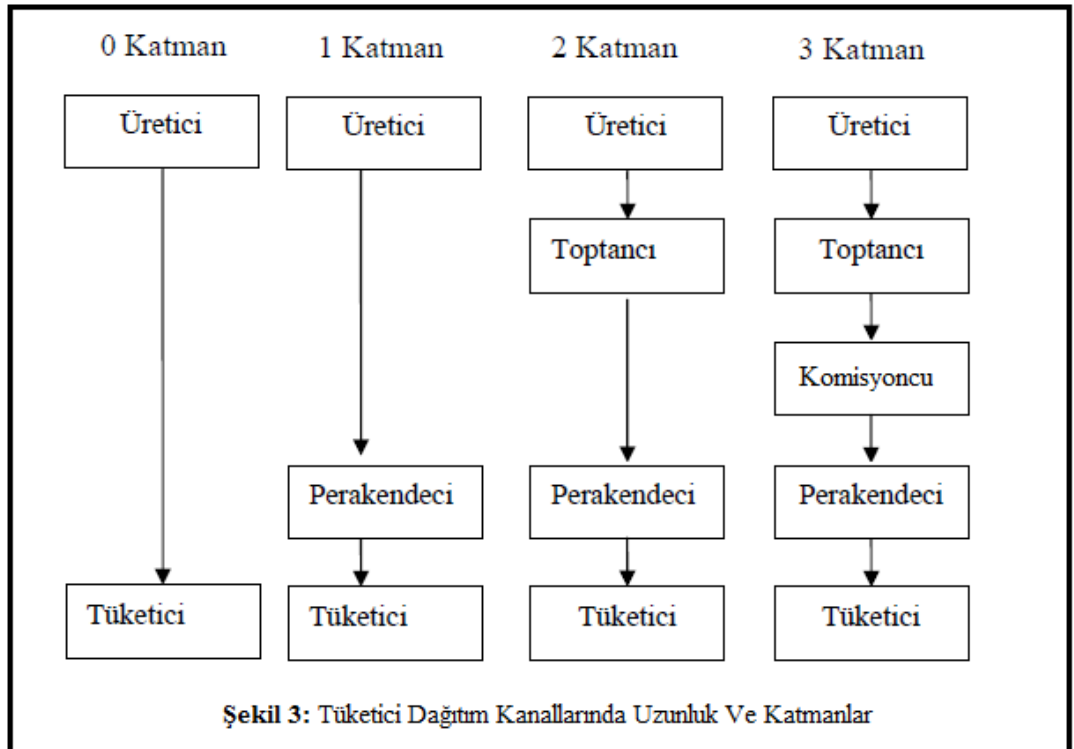 0 Katman
1 Katman
2 Katman
3 Katman
Üretici
Üretici
Üretici
Üretici
Toptancı
Toptancı
Komisyoncu
Perakendeci
Perakendeci
Perakendeci
Tüketici
Tüketici
Tüketici
Tüketici
Şekil 3: Tüketici Dağıtım Kanallarında Uzunluk Ve Katmanlar